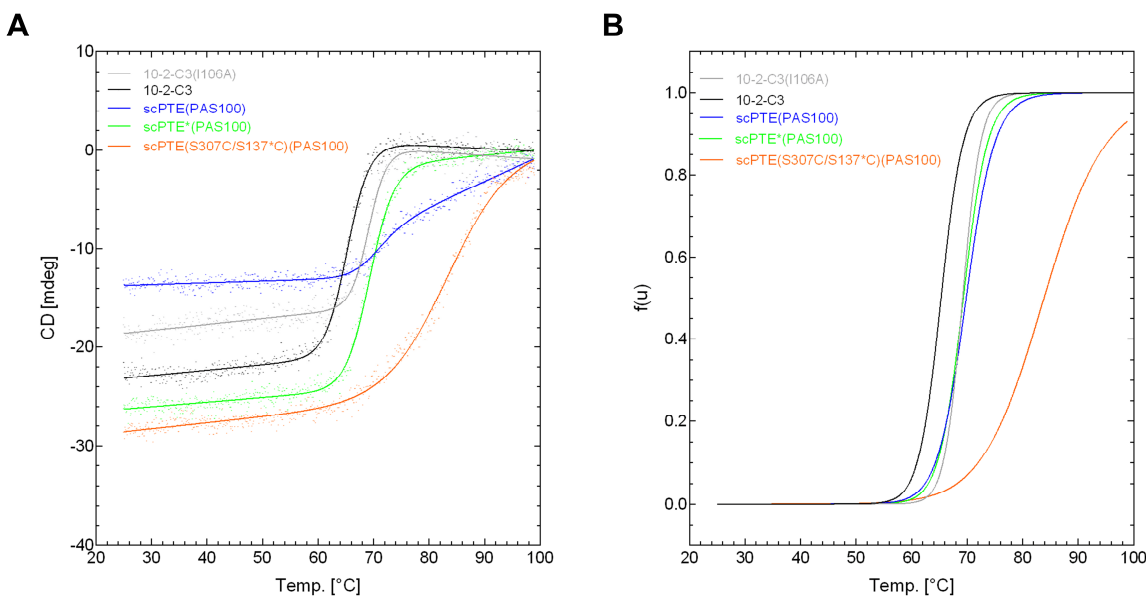 A
10
0
-10
-20
-30
-40
CD [mdeg]
10-2-C3(I106A)
10-2-C3
scPTE(PAS100)
scPTE*(PAS100)
scPTE(S307C/S137*C)(PAS100)
20 30 40 50 60 70 80 90 100
Temp. [°C]
B
1.0
0.8
0.6
0.4
0.2
0.0
f(u)
10-2-C3(I106A)
10-2-C3
scPTE(PAS100)
scPTE*(PAS100)
scPTE(S307C/S137*C)(PAS100)
20 30 40 50 60 70 80 90 100
Temp. [°C]